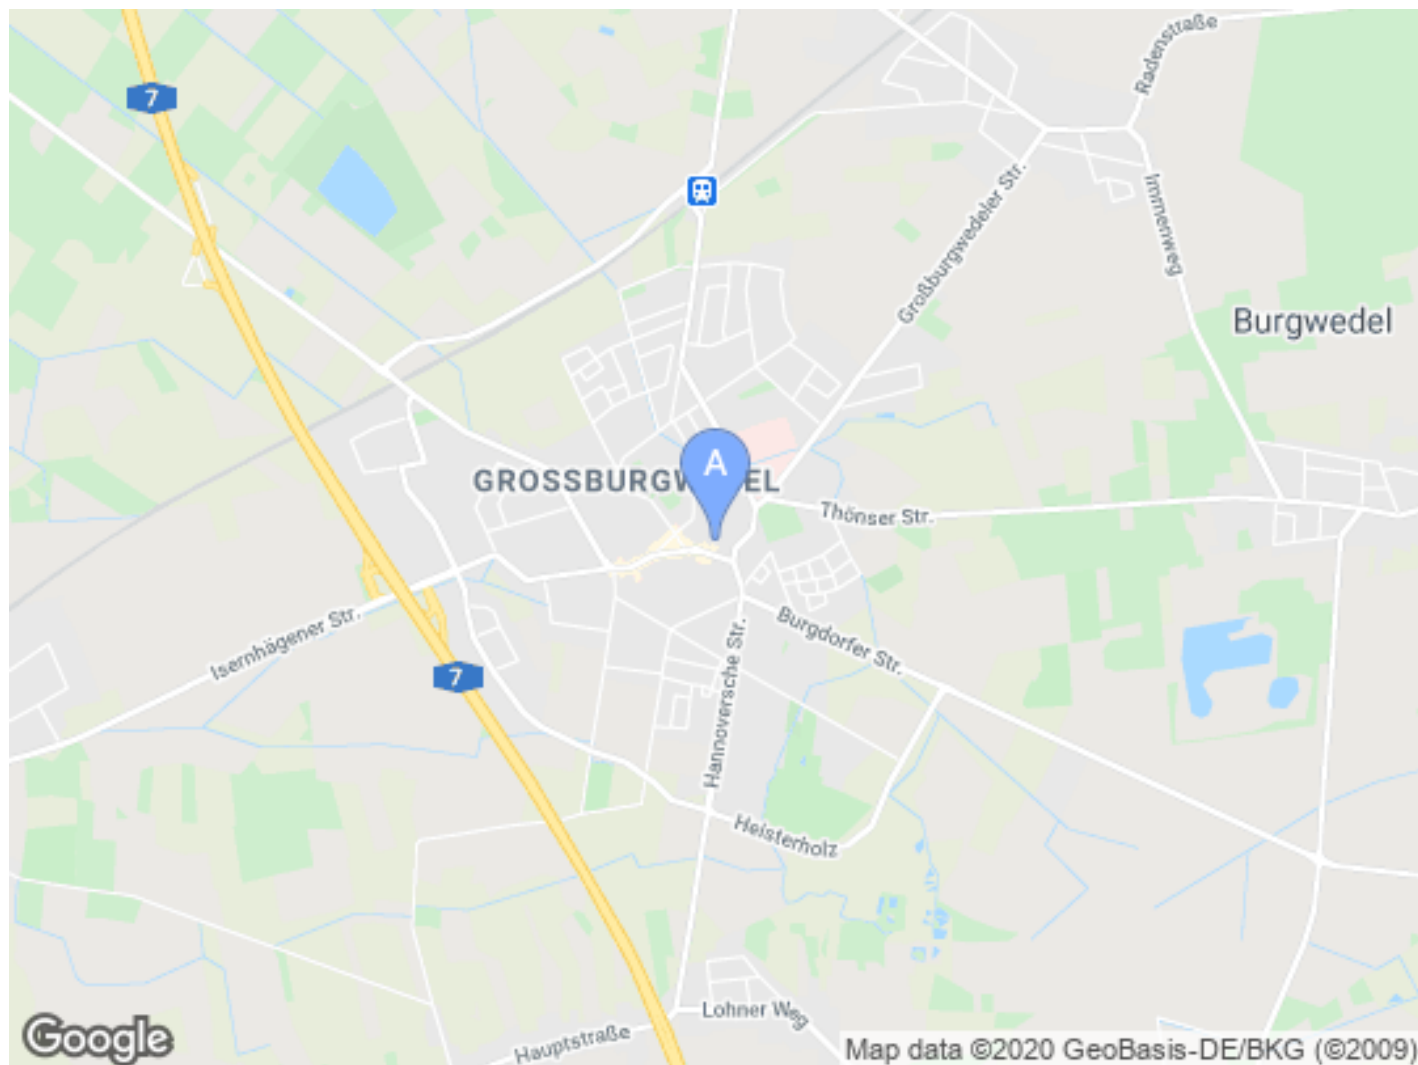 Radenstraße
7
Immenweg
Großburgwedeler Str.
Burgwedel
A
GROSSBURGW EL
Thönser Str.
Isernhägener Str.
Burgdorfer Str.
7
Hannoversche Str.
Heisterholz
Lohner Weg
Hauptstraße
Google
Map data ©2020 GeoBasis-DE/BKG (©2009)